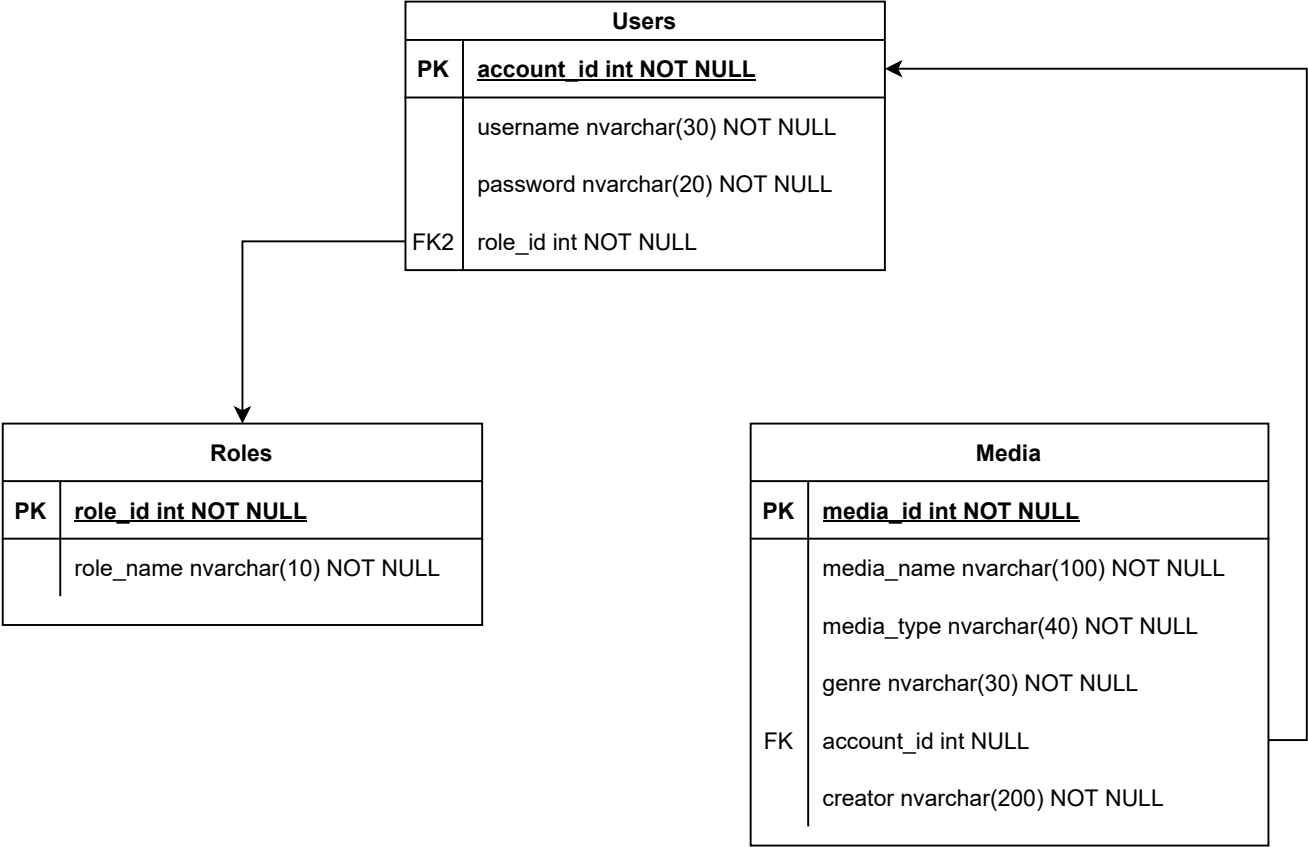 Users
PK account_id int NOT NULL
username nvarchar(30) NOT NULL
password nvarchar(20) NOT NULL
FK2 role_id int NOT NULL
Roles
PK role_id int NOT NULL
role_name nvarchar(10) NOT NULL
Media
PK media_id int NOT NULL
media_name nvarchar(100) NOT NULL
media_type nvarchar(40) NOT NULL
genre nvarchar(30) NOT NULL
FK account_id int NULL
creator nvarchar(200) NOT NULL